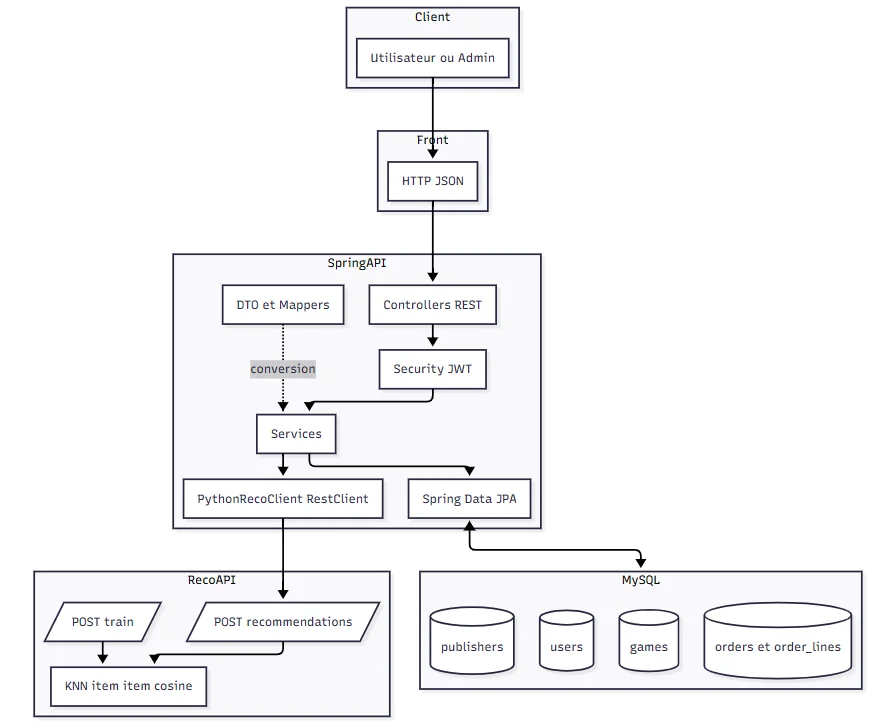 Client
Utilisateur ou Admin
Front
HTTP JSON
SpringAPI
DTO et Mappers
Controllers REST
conversion
Security JWT
Services
PythonRecoClient RestClient
Spring Data JPA
RecoAPI
MySQL
POST train
POST recommendations
publishers
users
games
orders et order_lines
KNN item item cosine